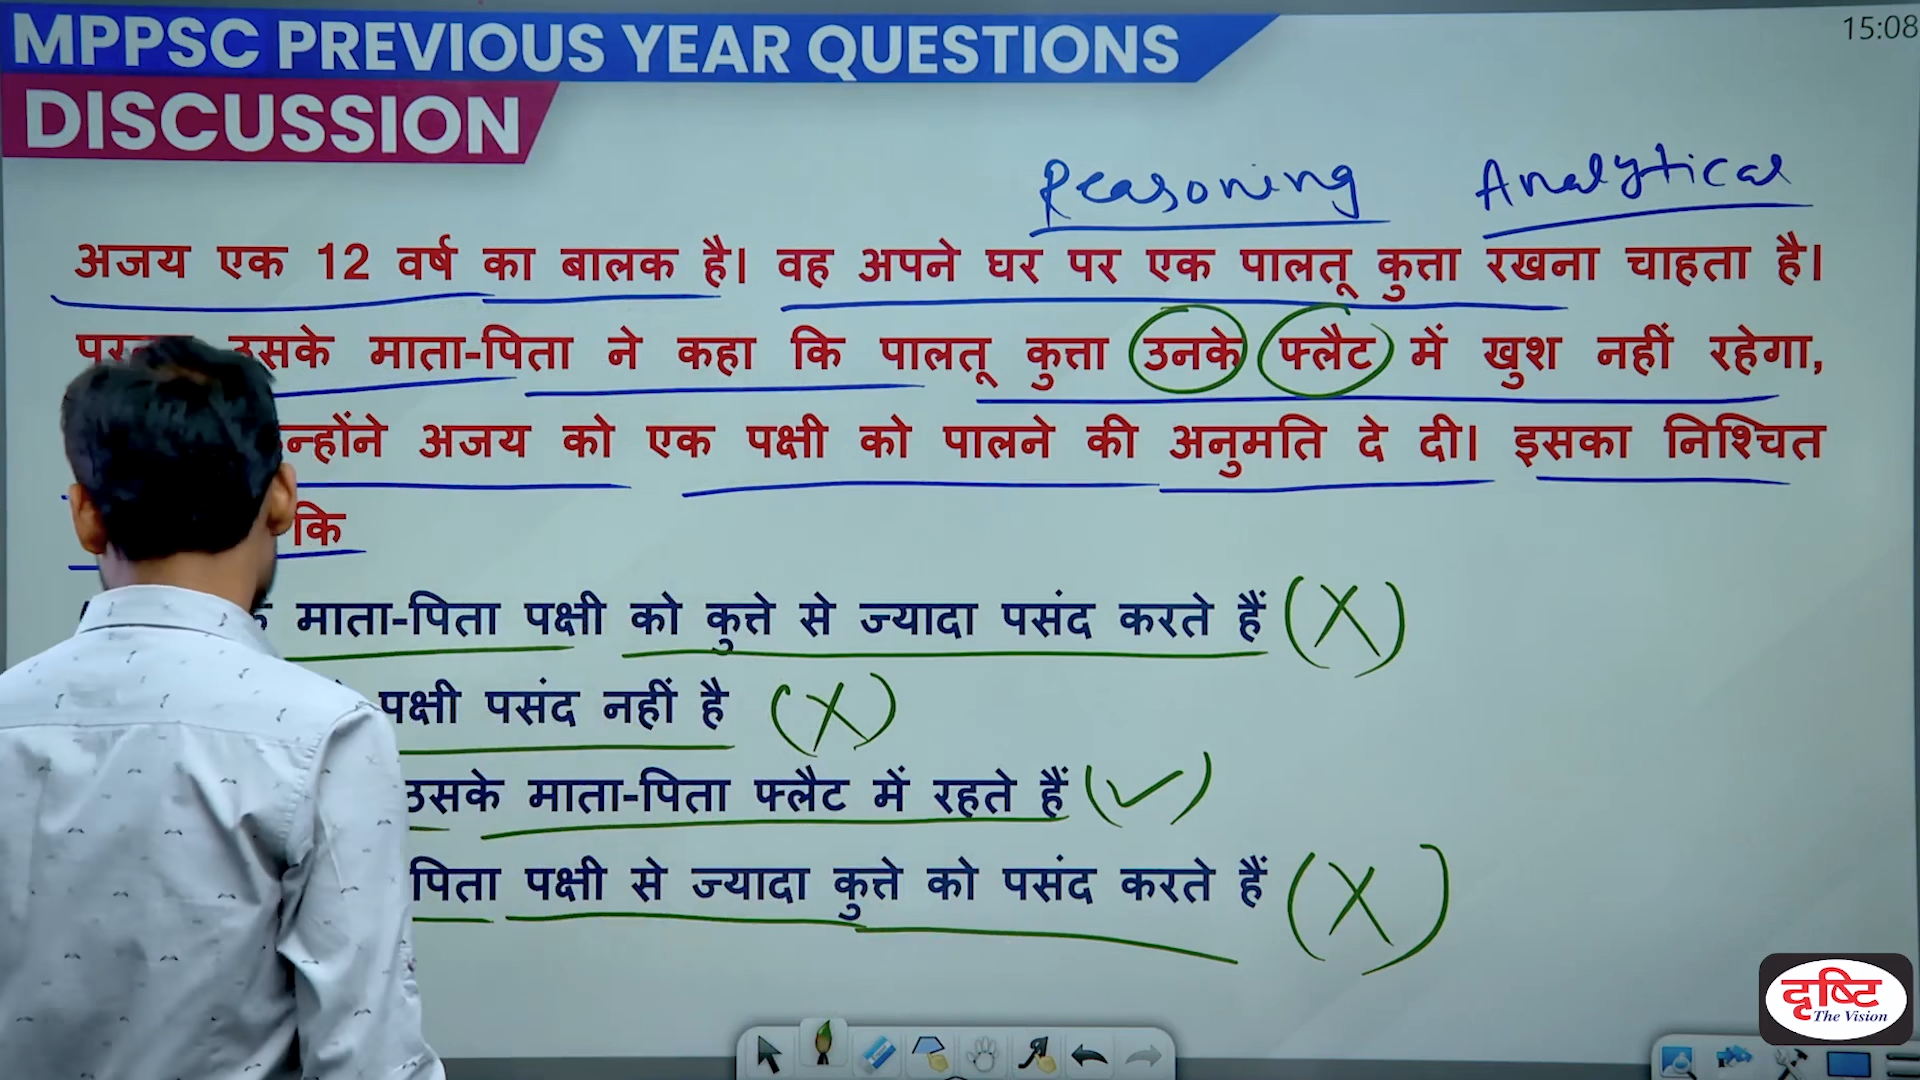 MPPSC PREVIOUS YEAR QUESTIONS
15:08
DISCUSSION
Reasoning Analytical
अजय एक 12 वर्ष का बालक है। वह अपने घर पर एक पालतू कुत्ता रखना चाहता है।
उसके माता-पिता ने कहा कि पालतू कुत्ता उनके फ्लैट में खुश नहीं रहेगा,
अजय को एक पक्षी को पालने की अनुमति दे दी। इसका निश्चित
कि
माता-पिता पक्षी को कुत्ते से ज्यादा पसंद करते हैं (X)
पक्षी पसंद नहीं है (X)
उसके माता-पिता फ्लैट में रहते हैं (✓)
पिता पक्षी से ज्यादा कुत्ते को पसंद करते हैं (X)
दृष्टि
The Vision